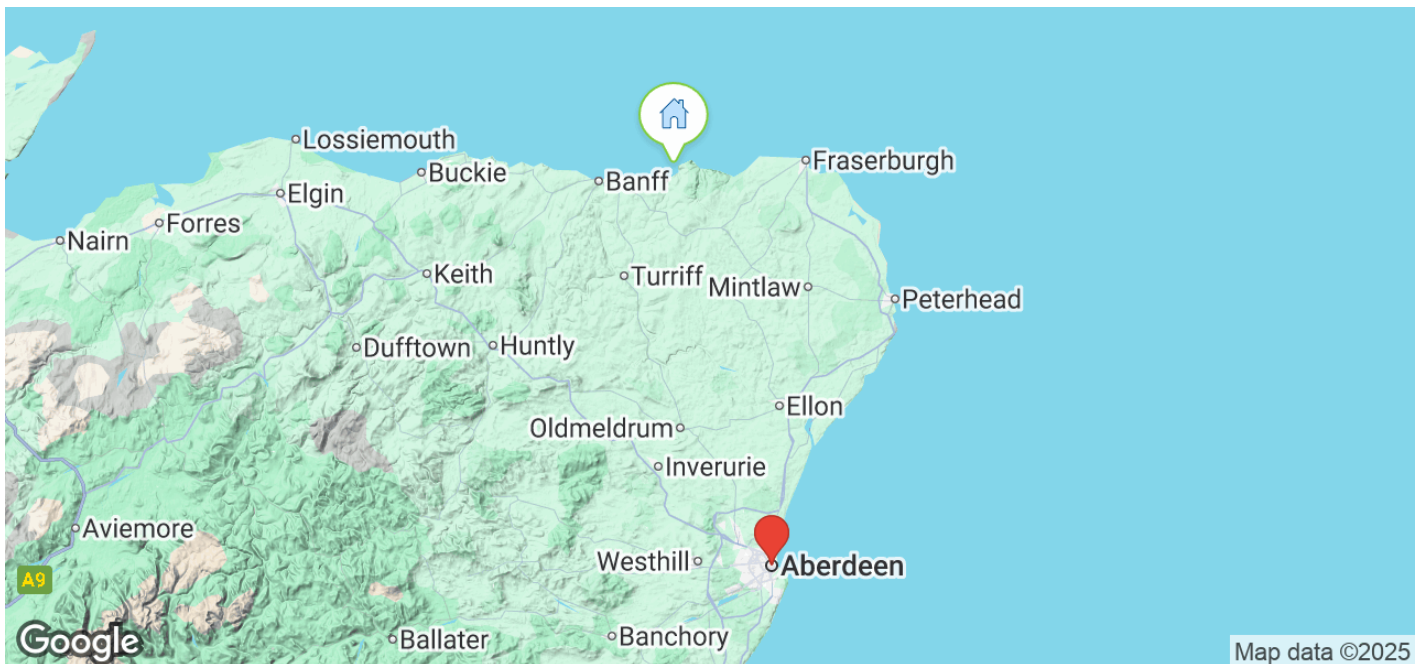 Lossiemouth
Fraserburgh
Buckie
Banff
Elgin
Forres
Nairn
Keith
Turriff
Mintlaw
Peterhead
Dufftown
Huntly
Ellon
Oldmeldrum
Inverurie
Aviemore
Westhill
Aberdeen
A9
Ballater
Banchory
Google
Map data ©2025